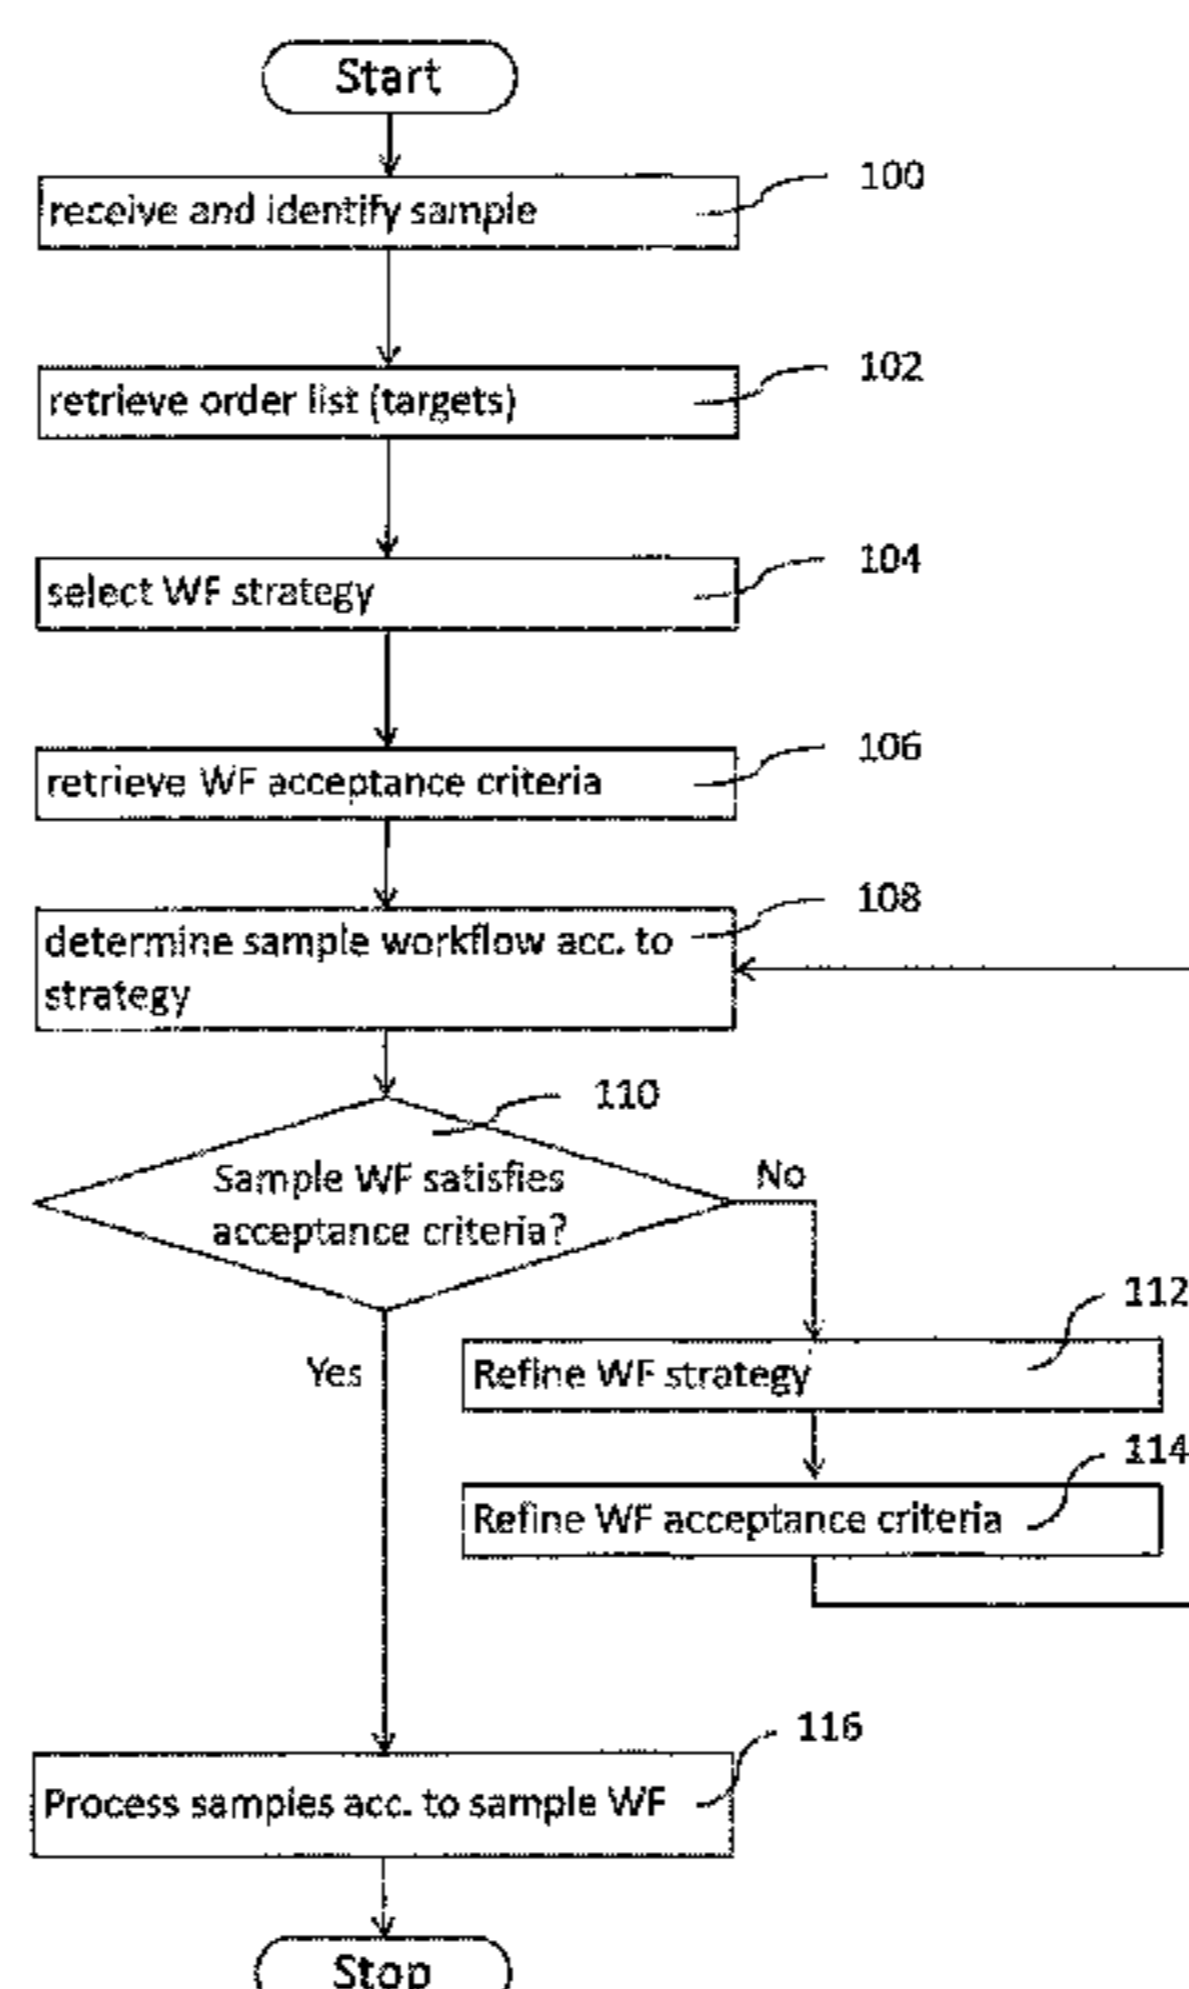 Start
receive and identify sample
100
retrieve order list (targets)
102
select WF strategy
104
retrieve WF acceptance criteria
106
determine sample workflow acc. to
strategy
108
110
Sample WF satisfies
acceptance criteria?
No
Yes
112
Refine WF strategy
114
Refine WF acceptance criteria
116
Process samples acc. to sample WF
Stop